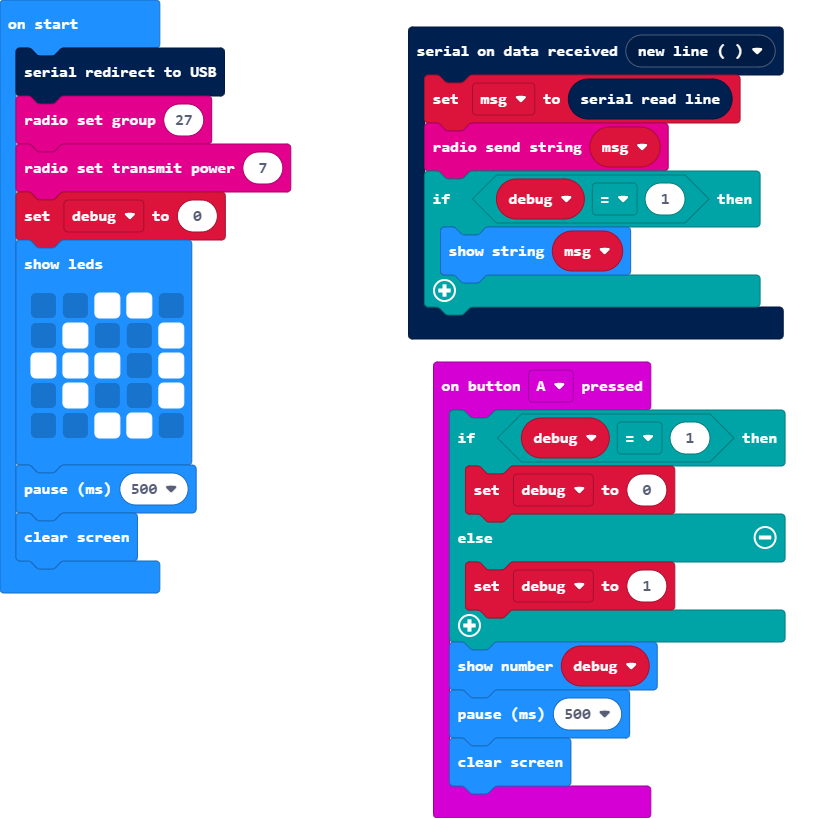 on start
serial redirect to USB
radio set group 27
radio set transmit power 7
set debug to 0
show leds
pause (ms) 500
clear screen
serial on data received new line ( )
set msg to serial read line
radio send string msg
if debug = 1 then
show string msg
on button A pressed
if debug = 1 then
set debug to 0
else
set debug to 1
show number debug
pause (ms) 500
clear screen